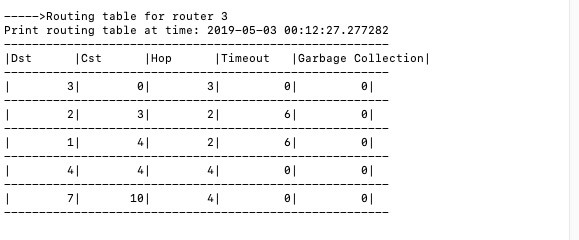 ----->Routing table for router 3
Print routing table at time: 2019-05-03 00:12:27.277282
-------------------------------------------------------
|Dst      |Cst      |Hop      |Timeout   |Garbage Collection|
-------------------------------------------------------
|        3|        0|        3|         0|         0|
-------------------------------------------------------
|        2|        3|        2|         6|         0|
-------------------------------------------------------
|        1|        4|        2|         6|         0|
-------------------------------------------------------
|        4|        4|        4|         0|         0|
-------------------------------------------------------
|        7|       10|        4|         0|         0|
-------------------------------------------------------